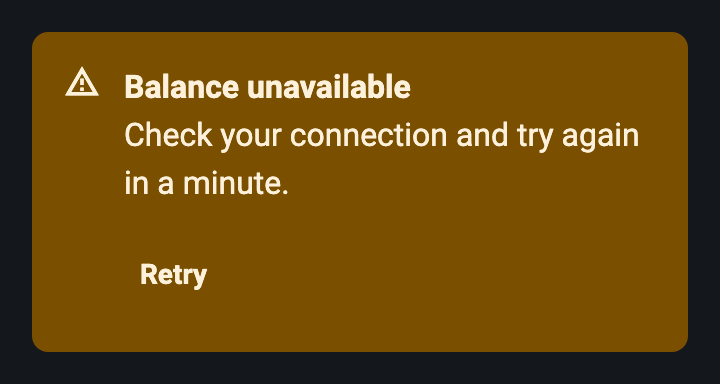 Balance unavailable
Check your connection and try again
in a minute.
Retry